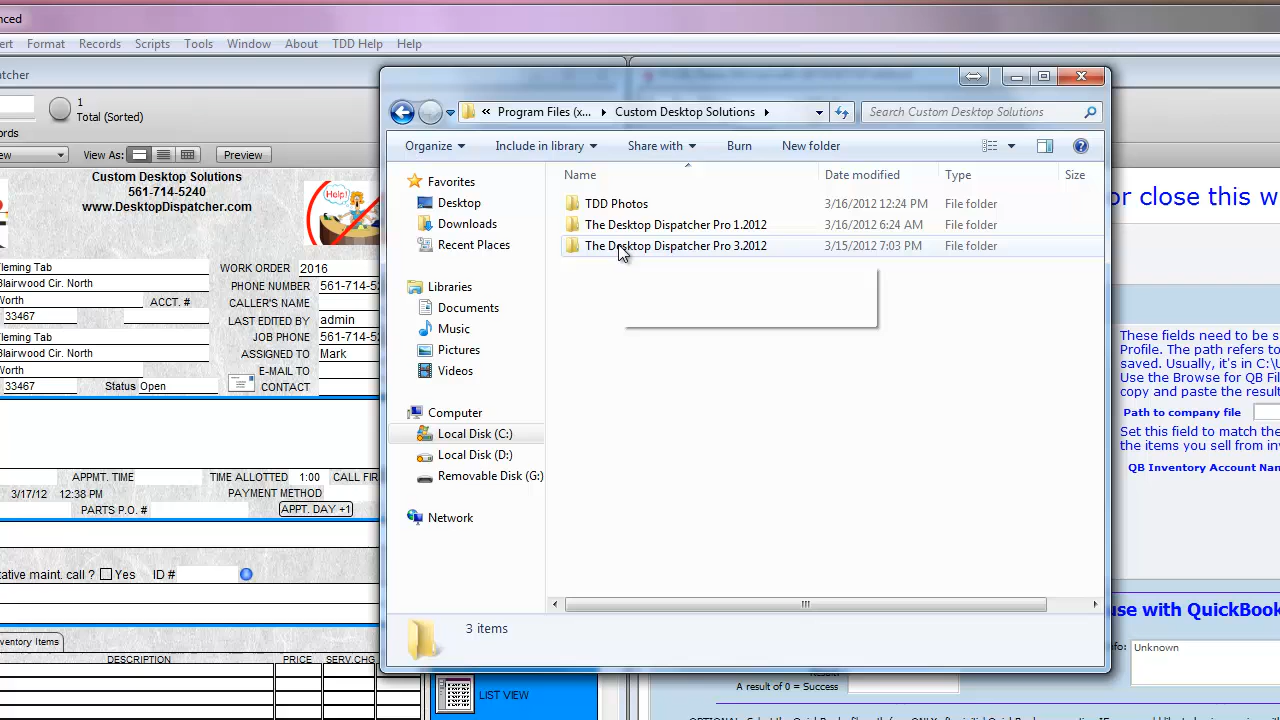 nced
ert Format Records Scripts Tools Window About TDD Help Help
patcher
1
Total (Sorted)
ords
ew View As: Preview
Custom Desktop Solutions
561-714-5240
www.DesktopDispatcher.com
Help!
leming Tab
Blairwood Cir. North
Worth ACCT. #
33467
leming Tab
Blairwood Cir. North
Worth
33467 Status Open
WORK ORDER 2016
PHONE NUMBER 561-714-52
CALLER'S NAME
LAST EDITED BY admin
JOB PHONE 561-714-52
ASSIGNED TO Mark
E-MAIL TO
CONTACT
APPMT. TIME TIME ALLOTTED 1:00 CALL FIR
3/17/12 12:38 PM PAYMENT METHOD
PARTS P.O. # APPT. DAY +1
tative maint. call ? Yes ID #
ventory Items
DESCRIPTION PRICE SERV.CHG
LIST VIEW
« Program Files (x... Custom Desktop Solutions Search Custom Desktop Solutions
Organize Include in library Share with Burn New folder
Favorites
Desktop
Downloads
Recent Places
Libraries
Documents
Music
Pictures
Videos
Computer
Local Disk (C:)
Local Disk (D:)
Removable Disk (G:)
Network
Name Date modified Type Size
TDD Photos 3/16/2012 12:24 PM File folder
The Desktop Dispatcher Pro 1.2012 3/16/2012 6:24 AM File folder
The Desktop Dispatcher Pro 3.2012 3/15/2012 7:03 PM File folder
3 items
or close this w
These fields need to be s
Profile. The path refers to
saved. Usually, it's in C:\U
Use the Browse for QB Fil
copy and paste the result
Path to company file
Set this field to match the
the items you sell from inv
QB Inventory Account Nan
use with QuickBook
nfo: Unknown
A result of 0 = Success